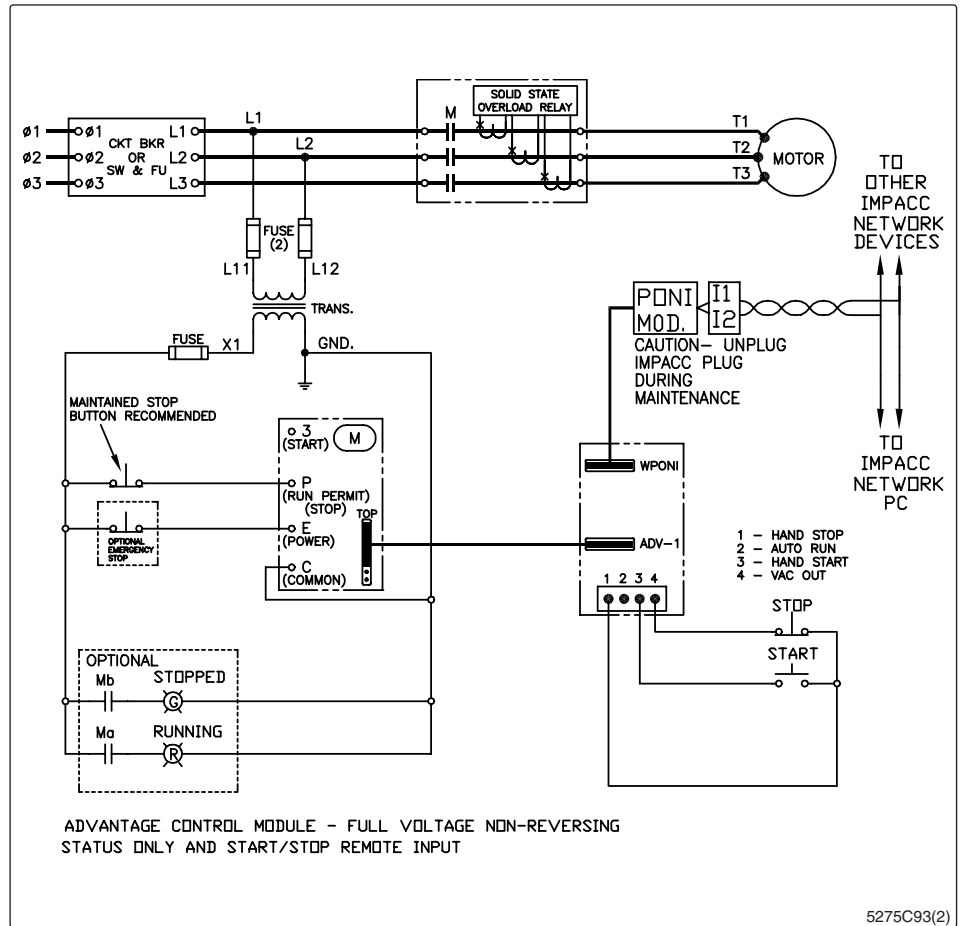 SOLID STATE
OVERLOAD RELAY
M
L1
L2
ø1
ø2
ø3
ø1
ø2
ø3
CKT BKR
OR
SW & FU
L1
L2
L3
T1
T2
T3
MOTOR
TO
OTHER
IMPACC
NETWORK
DEVICES
FUSE
(2)
L11
L12
TRANS.
FUSE
X1
GND.
PONI
MOD.
I1
I2
CAUTION– UNPLUG
IMPACC PLUG
DURING
MAINTENANCE
MAINTAINED STOP
BUTTON RECOMMENDED
3
(START)
M
P
(RUN PERMIT)
(STOP)
TOP
E
(POWER)
C
(COMMON)
OPTIONAL
EMERGENCY
STOP
WPONI
ADV–1
1 2 3 4
TO
IMPACC
NETWORK
PC
1 – HAND STOP
2 – AUTO RUN
3 – HAND START
4 – VAC OUT
STOP
START
OPTIONAL
Mb
STOPPED
G
Ma
RUNNING
R
ADVANTAGE CONTROL MODULE – FULL VOLTAGE NON–REVERSING
STATUS ONLY AND START/STOP REMOTE INPUT
5275C93(2)